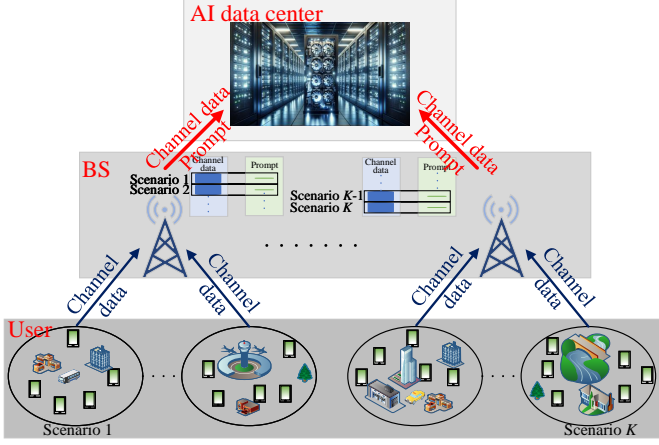 AI data center
Channel data
Prompt
Channel data
Prompt
BS
Channel
data
Prompt
Scenario 1
Scenario 2
Channel
data
Prompt
Scenario K-1
Scenario K
Channel
data
Channel
data
Channel
data
Channel
data
User
Scenario 1
Scenario K